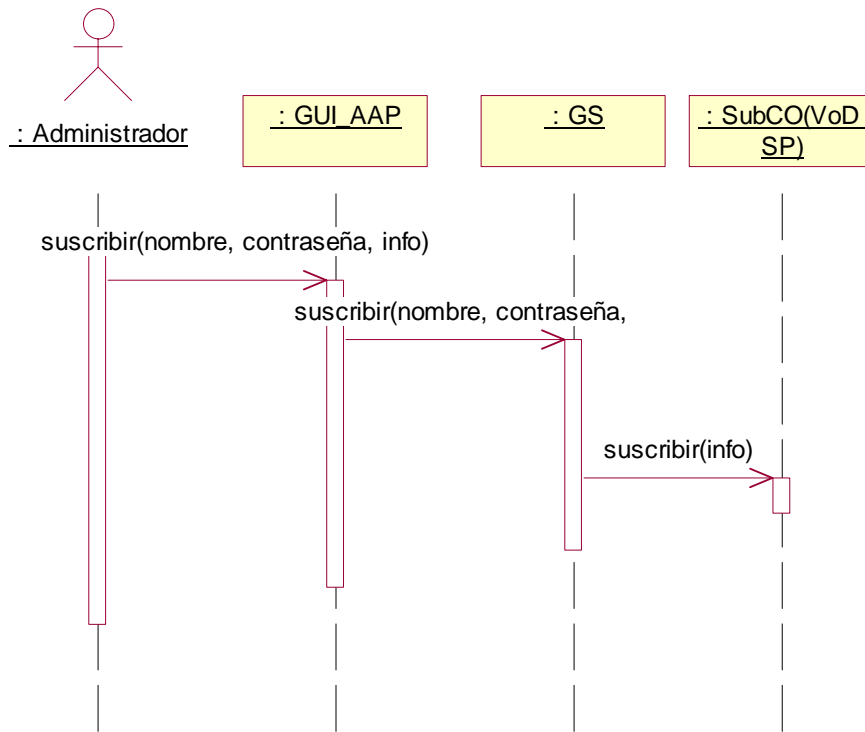 : Administrador
: GUI_AAP
: GS
: SubCO(VoD
SP)
suscribir(nombre, contraseña, info)
suscribir(nombre, contraseña,
suscribir(info)